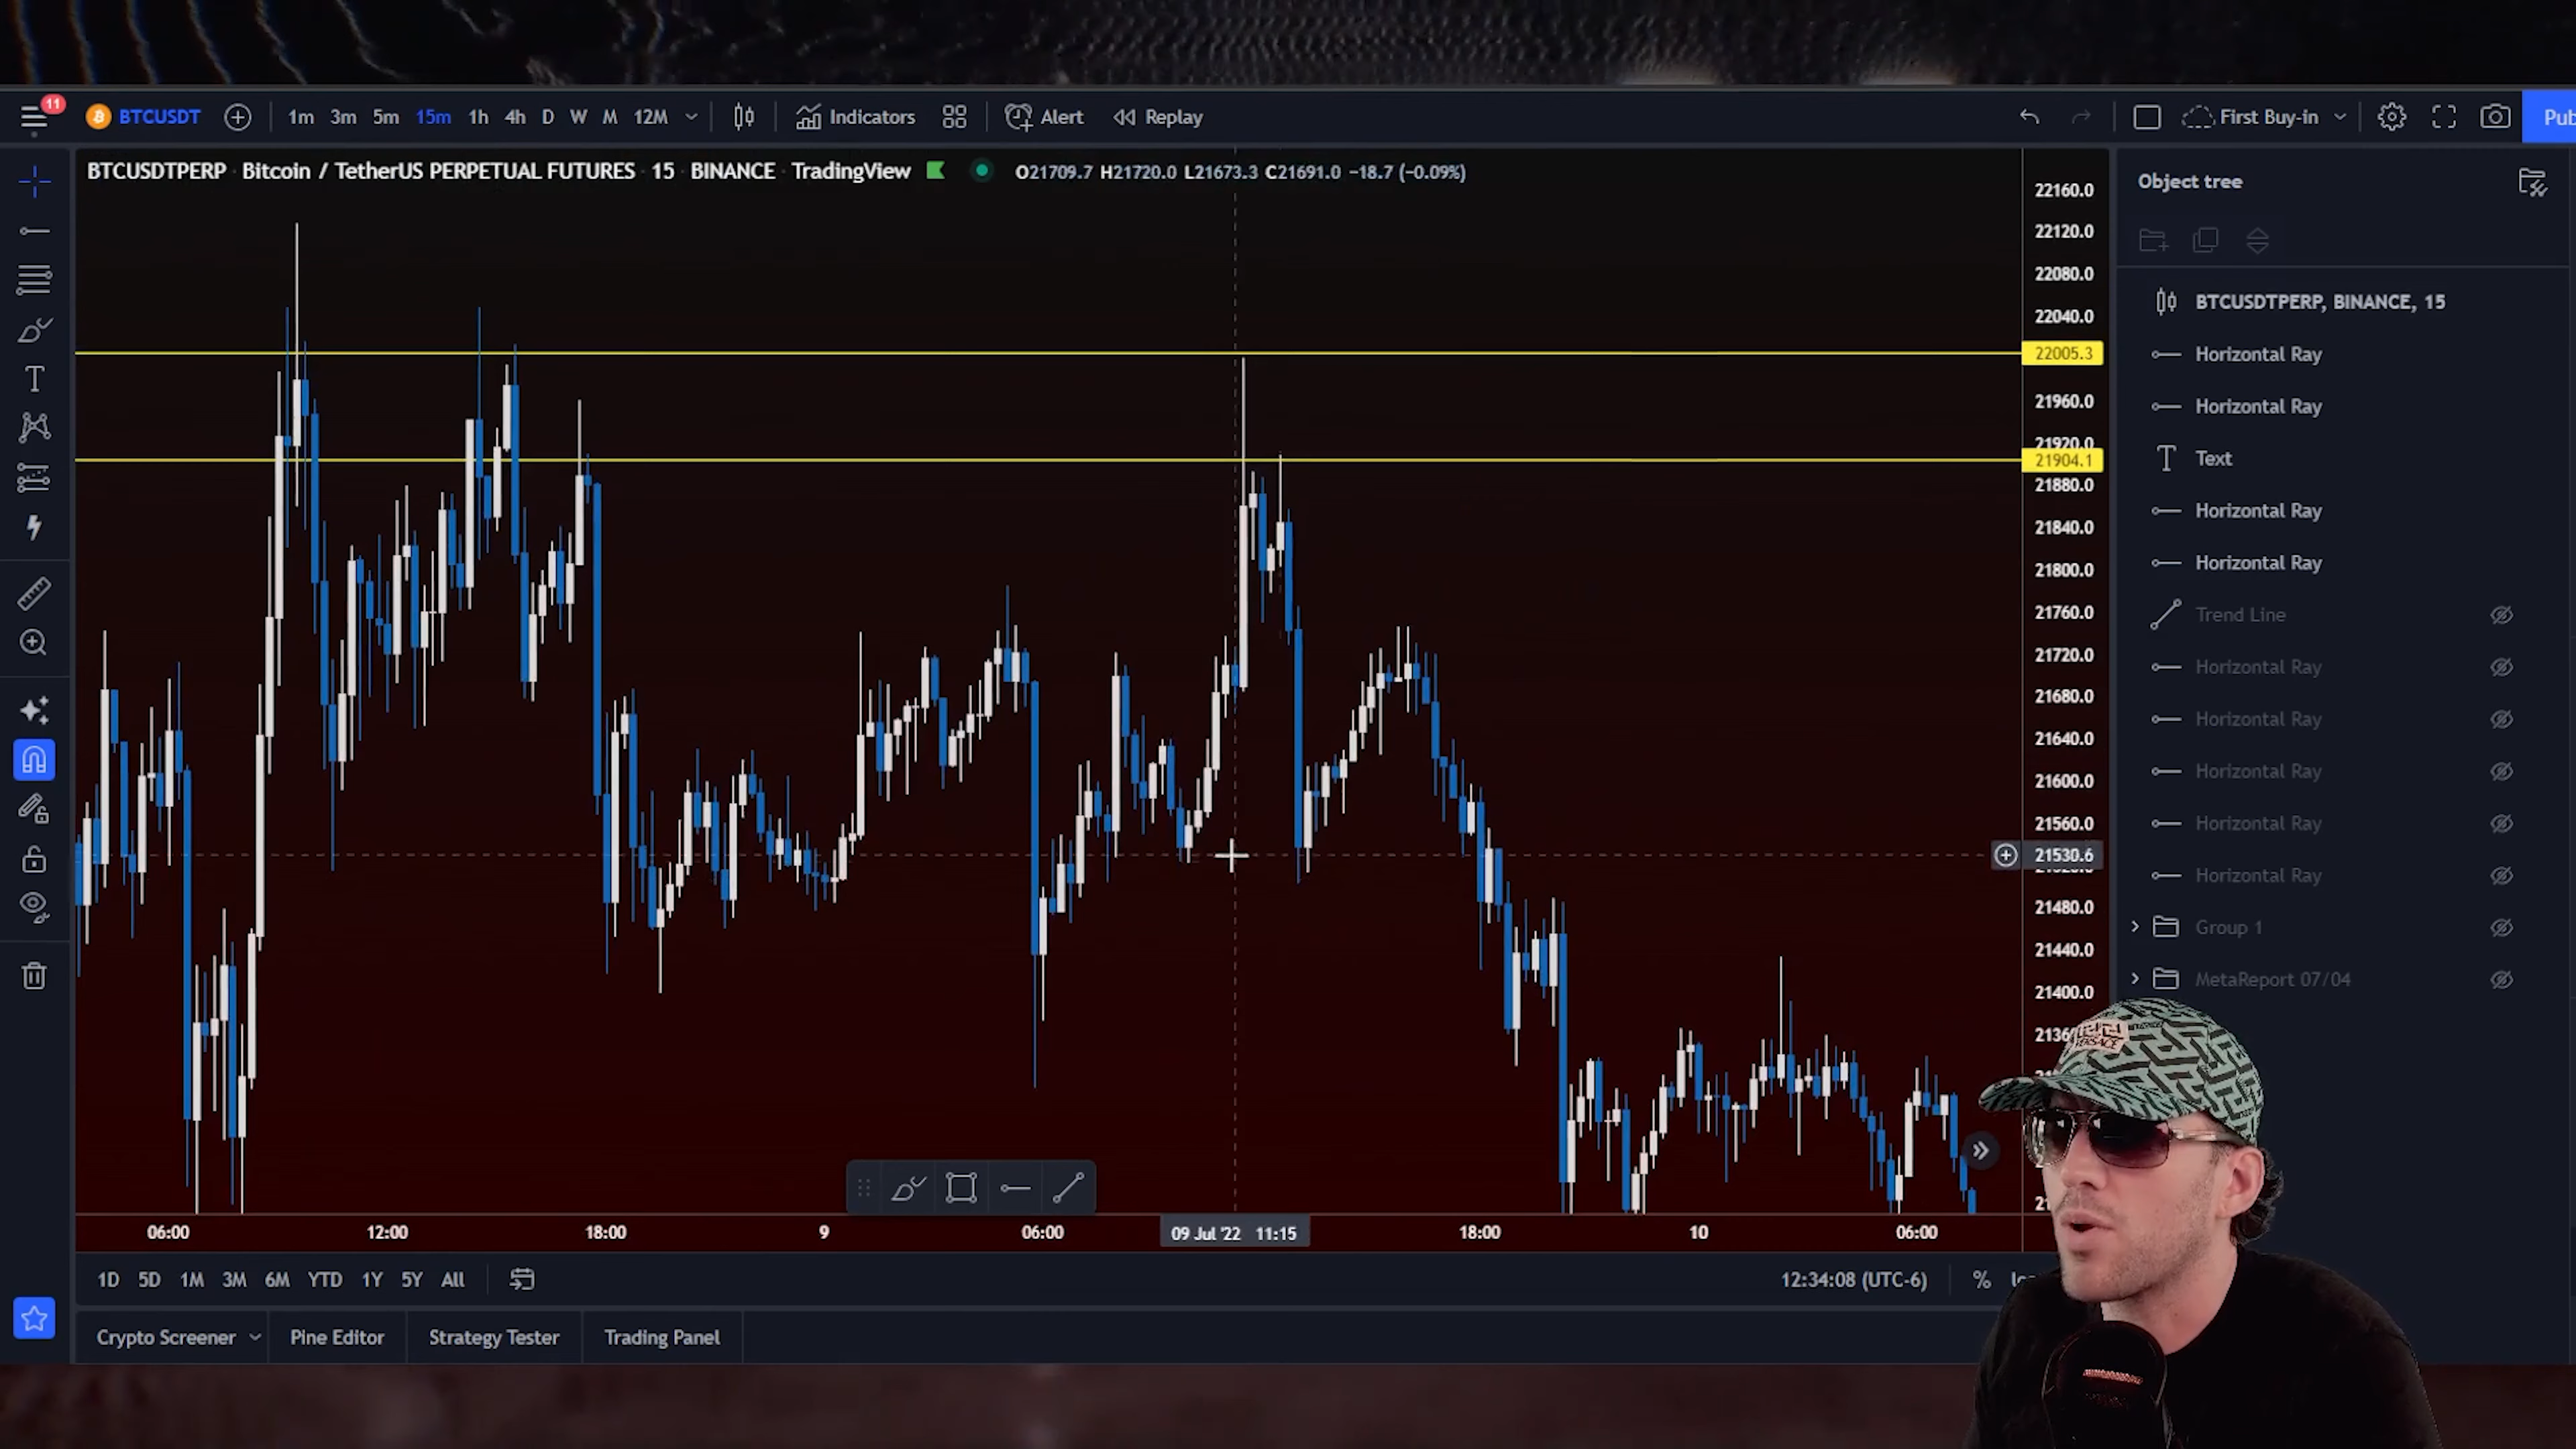 11
BTCUSDT 1m 3m 5m 15m 1h 4h D W M 12M Indicators Alert Replay First Buy-in Pub
BTCUSDTPERP · Bitcoin / TetherUS PERPETUAL FUTURES · 15 · BINANCE · TradingView O21709.7 H21720.0 L21673.3 C21691.0 −18.7 (−0.09%)
22160.0
22120.0
22080.0
22040.0
22005.3
21960.0
21920.0
21904.1
21880.0
21840.0
21800.0
21760.0
21720.0
21680.0
21640.0
21600.0
21560.0
21530.6
21480.0
21440.0
21400.0
Object tree
BTCUSDTPERP, BINANCE, 15
Horizontal Ray
Horizontal Ray
Text
Horizontal Ray
Horizontal Ray
Trend Line
Horizontal Ray
Horizontal Ray
Horizontal Ray
Horizontal Ray
Horizontal Ray
Group 1
MetaReport 07/04
VERSACE
06:00 12:00 18:00 9 06:00 09 Jul '22 11:15 18:00 10 06:00
1D 5D 1M 3M 6M YTD 1Y 5Y All 12:34:08 (UTC-6) %
Crypto Screener Pine Editor Strategy Tester Trading Panel